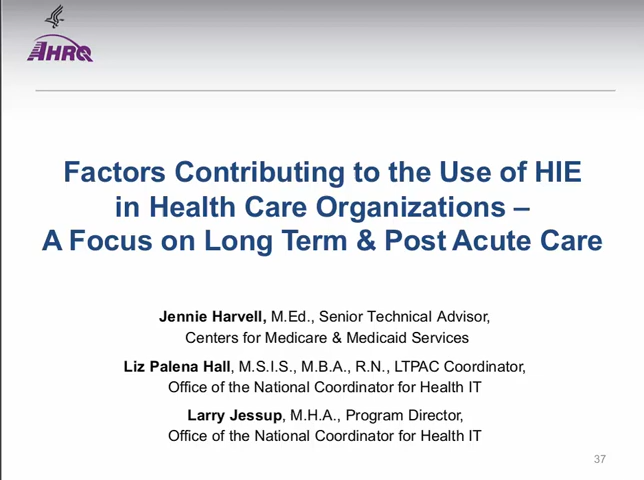 AHRQ
Factors Contributing to the Use of HIE
in Health Care Organizations –
A Focus on Long Term & Post Acute Care
Jennie Harvell, M.Ed., Senior Technical Advisor,
Centers for Medicare & Medicaid Services
Liz Palena Hall, M.S.I.S., M.B.A., R.N., LTPAC Coordinator,
Office of the National Coordinator for Health IT
Larry Jessup, M.H.A., Program Director,
Office of the National Coordinator for Health IT
37